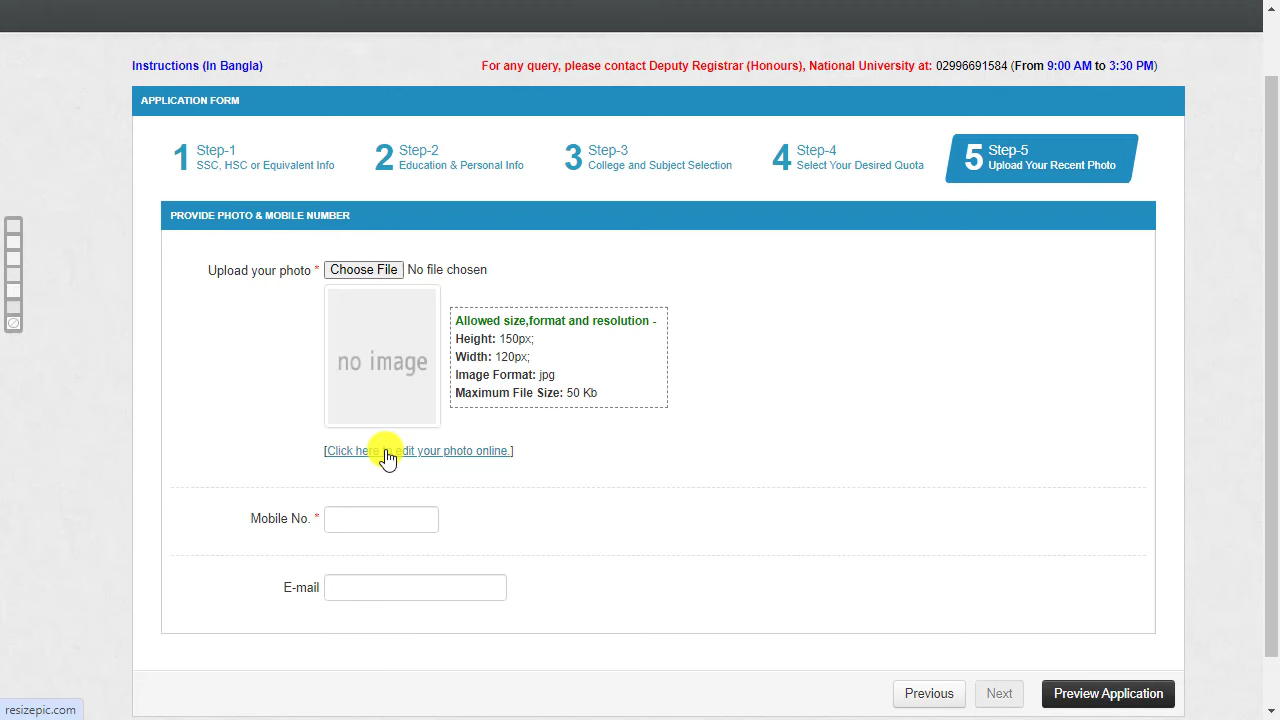 Instructions (In Bangla)
For any query, please contact Deputy Registrar (Honours), National University at: 02996691584 (From 9:00 AM to 3:30 PM)
APPLICATION FORM
1 Step-1
SSC, HSC or Equivalent Info
2 Step-2
Education & Personal Info
3 Step-3
College and Subject Selection
4 Step-4
Select Your Desired Quota
5 Step-5
Upload Your Recent Photo
PROVIDE PHOTO & MOBILE NUMBER
Upload your photo * Choose File No file chosen
no image
Allowed size,format and resolution -
Height: 150px;
Width: 120px;
Image Format: jpg
Maximum File Size: 50 Kb
[Click here to edit your photo online.]
Mobile No. *
E-mail
Previous
Next
Preview Application
resizepic.com